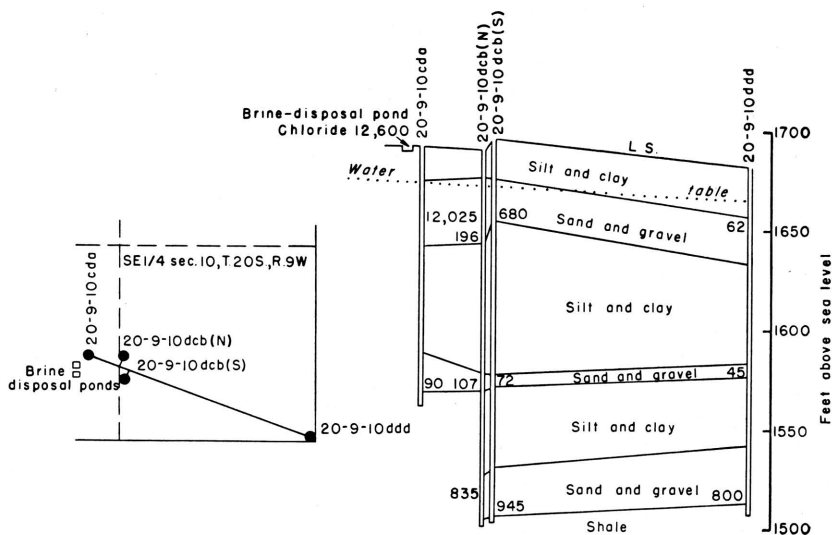 20-9-10cda
20-9-10dcb(N)
20-9-10dcb(S)
20-9-10ddd
Brine-disposal pond
Chloride 12,600
1700
L S.
Silt and clay
Water
table
12,025
196
680
Sand and gravel
62
1650
Silt and clay
1600
Feet above sea level
90
107
72
Sand and gravel
45
Silt and clay
1550
835
945
Sand and gravel
800
Shale
1500
SE1/4 sec.10,T.20S.,R.9W
20-9-10cda
20-9-10dcb(N)
20-9-10dcb(S)
Brine
disposal ponds
20-9-10ddd